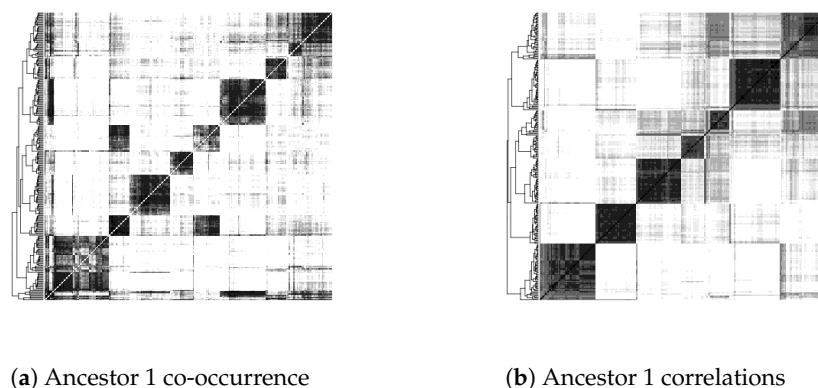 (a) Ancestor 1 co-occurrence
(b) Ancestor 1 correlations